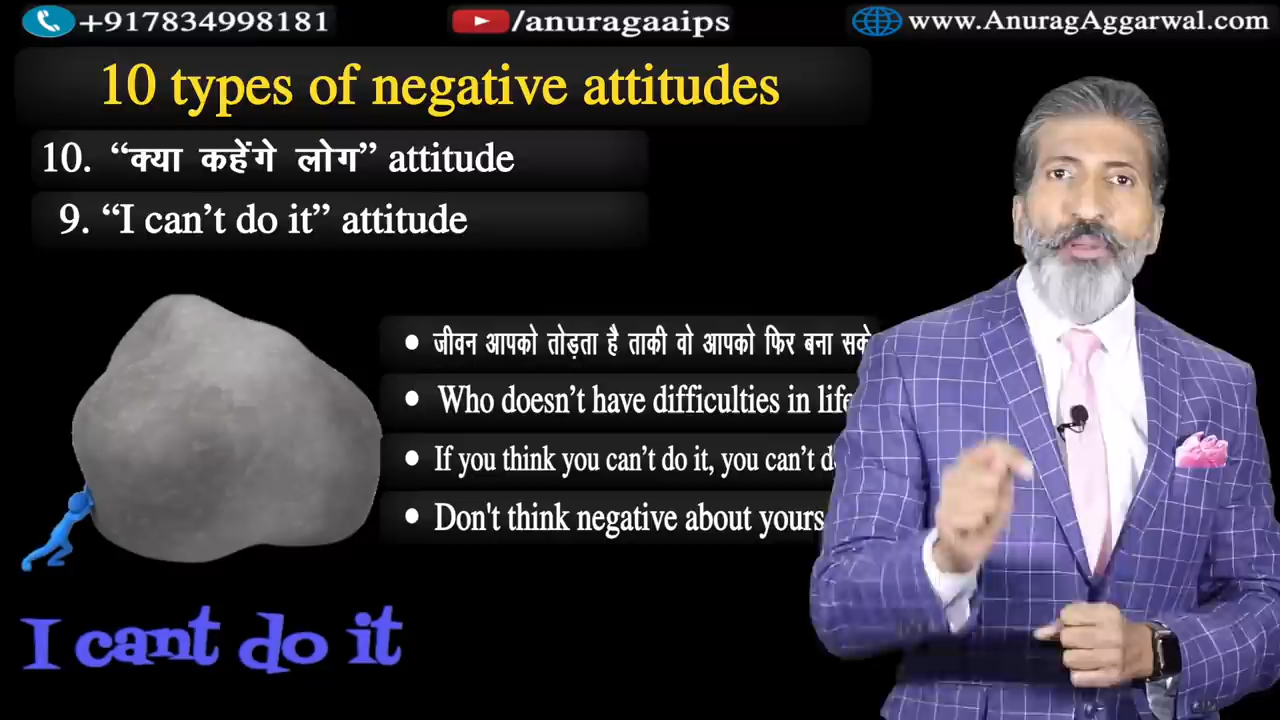 +917834998181
/anuragaaips
www.AnuragAggarwal.com
10 types of negative attitudes
10. “क्या कहेंगे लोग” attitude
9. “I can’t do it” attitude
• जीवन आपको तोड़ता है ताकी वो आपको फिर बना सके
• Who doesn’t have difficulties in life
• If you think you can’t do it, you can’t
• Don't think negative about
I cant do it